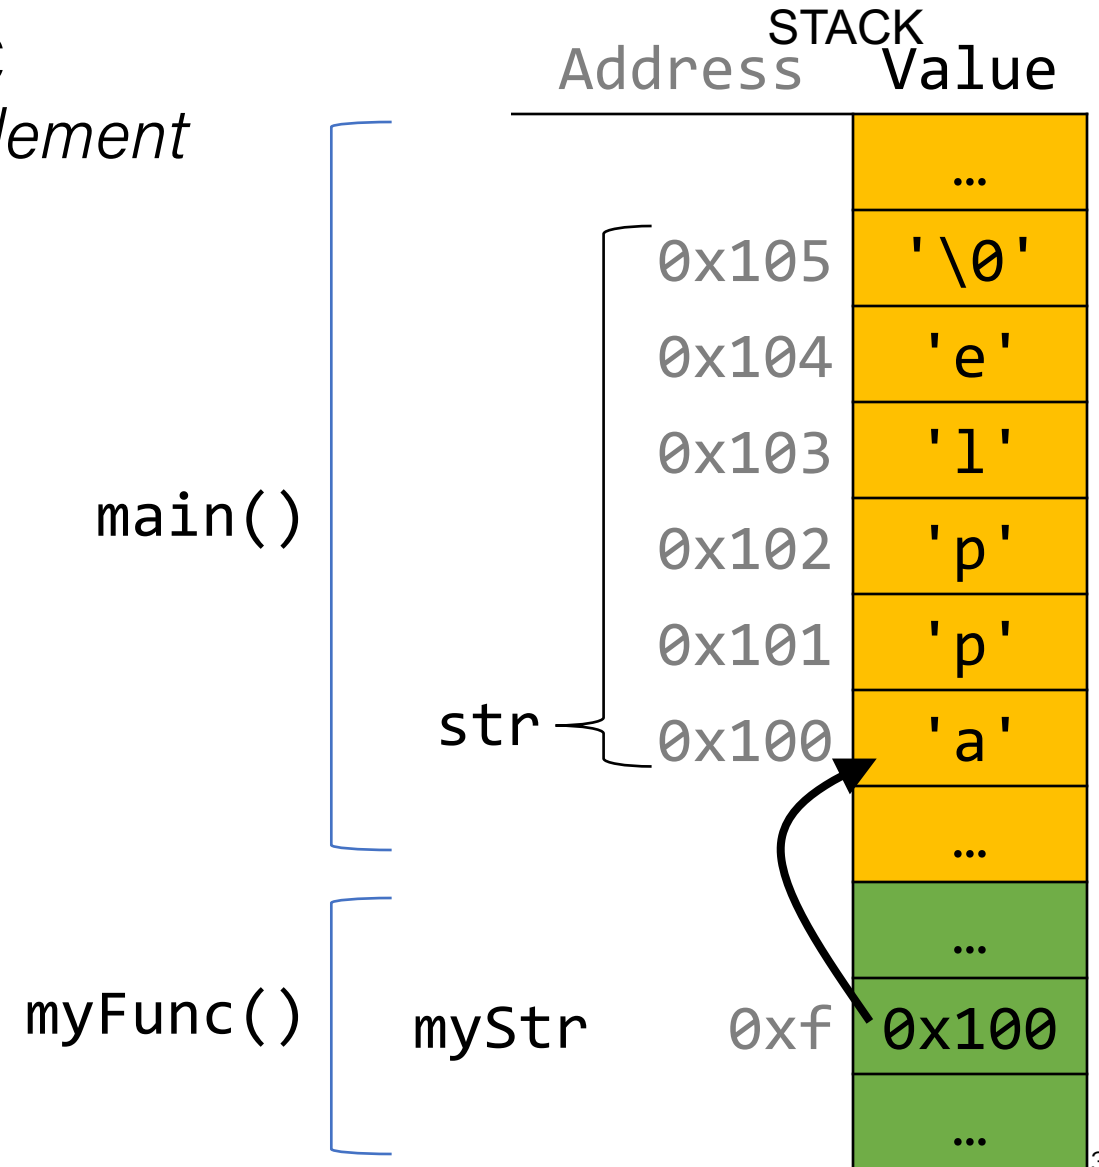 STACK
Address Value
lement
…
0x105 '\0'
0x104 'e'
0x103 'l'
main()
0x102 'p'
0x101 'p'
str
0x100 'a'
…
…
myFunc()
myStr 0xf 0x100
…